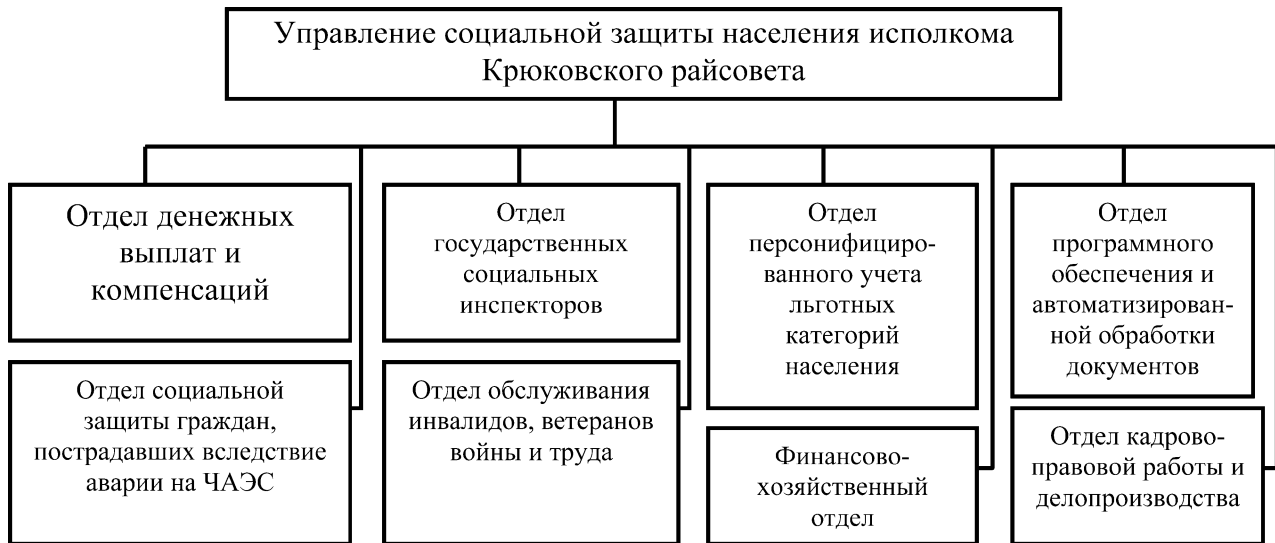 Управление социальной защиты населения исполкома
Крюковского райсовета
Отдел денежных
выплат и
компенсаций
Отдел
государственных
социальных
инспекторов
Отдел
персонифициро-
ванного учета
льготных
категорий
населения
Отдел
программного
обеспечения и
автоматизирован-
ной обработки
документов
Отдел социальной
защиты граждан,
пострадавших вследствие
аварии на ЧАЭС
Отдел обслуживания
инвалидов, ветеранов
войны и труда
Финансово-
хозяйственный
отдел
Отдел кадрово-
правовой работы и
делопроизводства